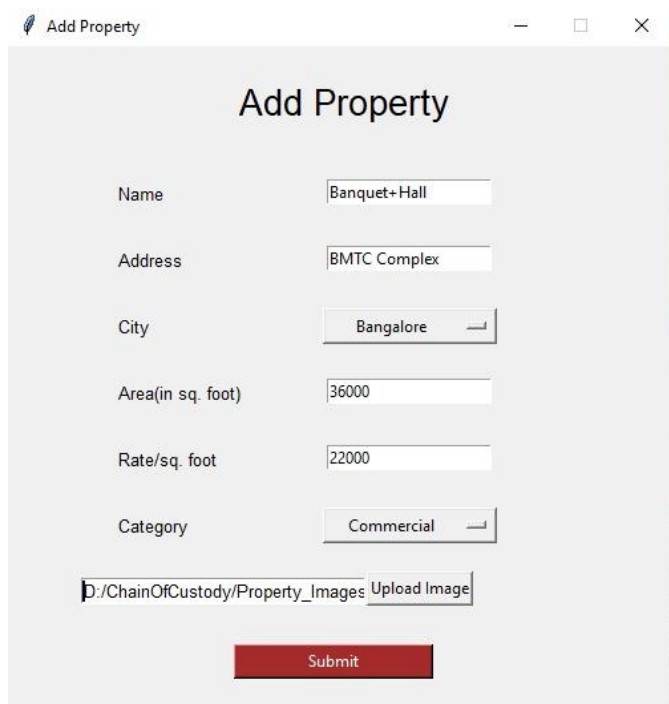 Add Property
Add Property
Name Banquet+Hall
Address BMTC Complex
City Bangalore
Area(in sq. foot) 36000
Rate/sq. foot 22000
Category Commercial
D:/ChainOfCustody/Property_Images Upload Image
Submit